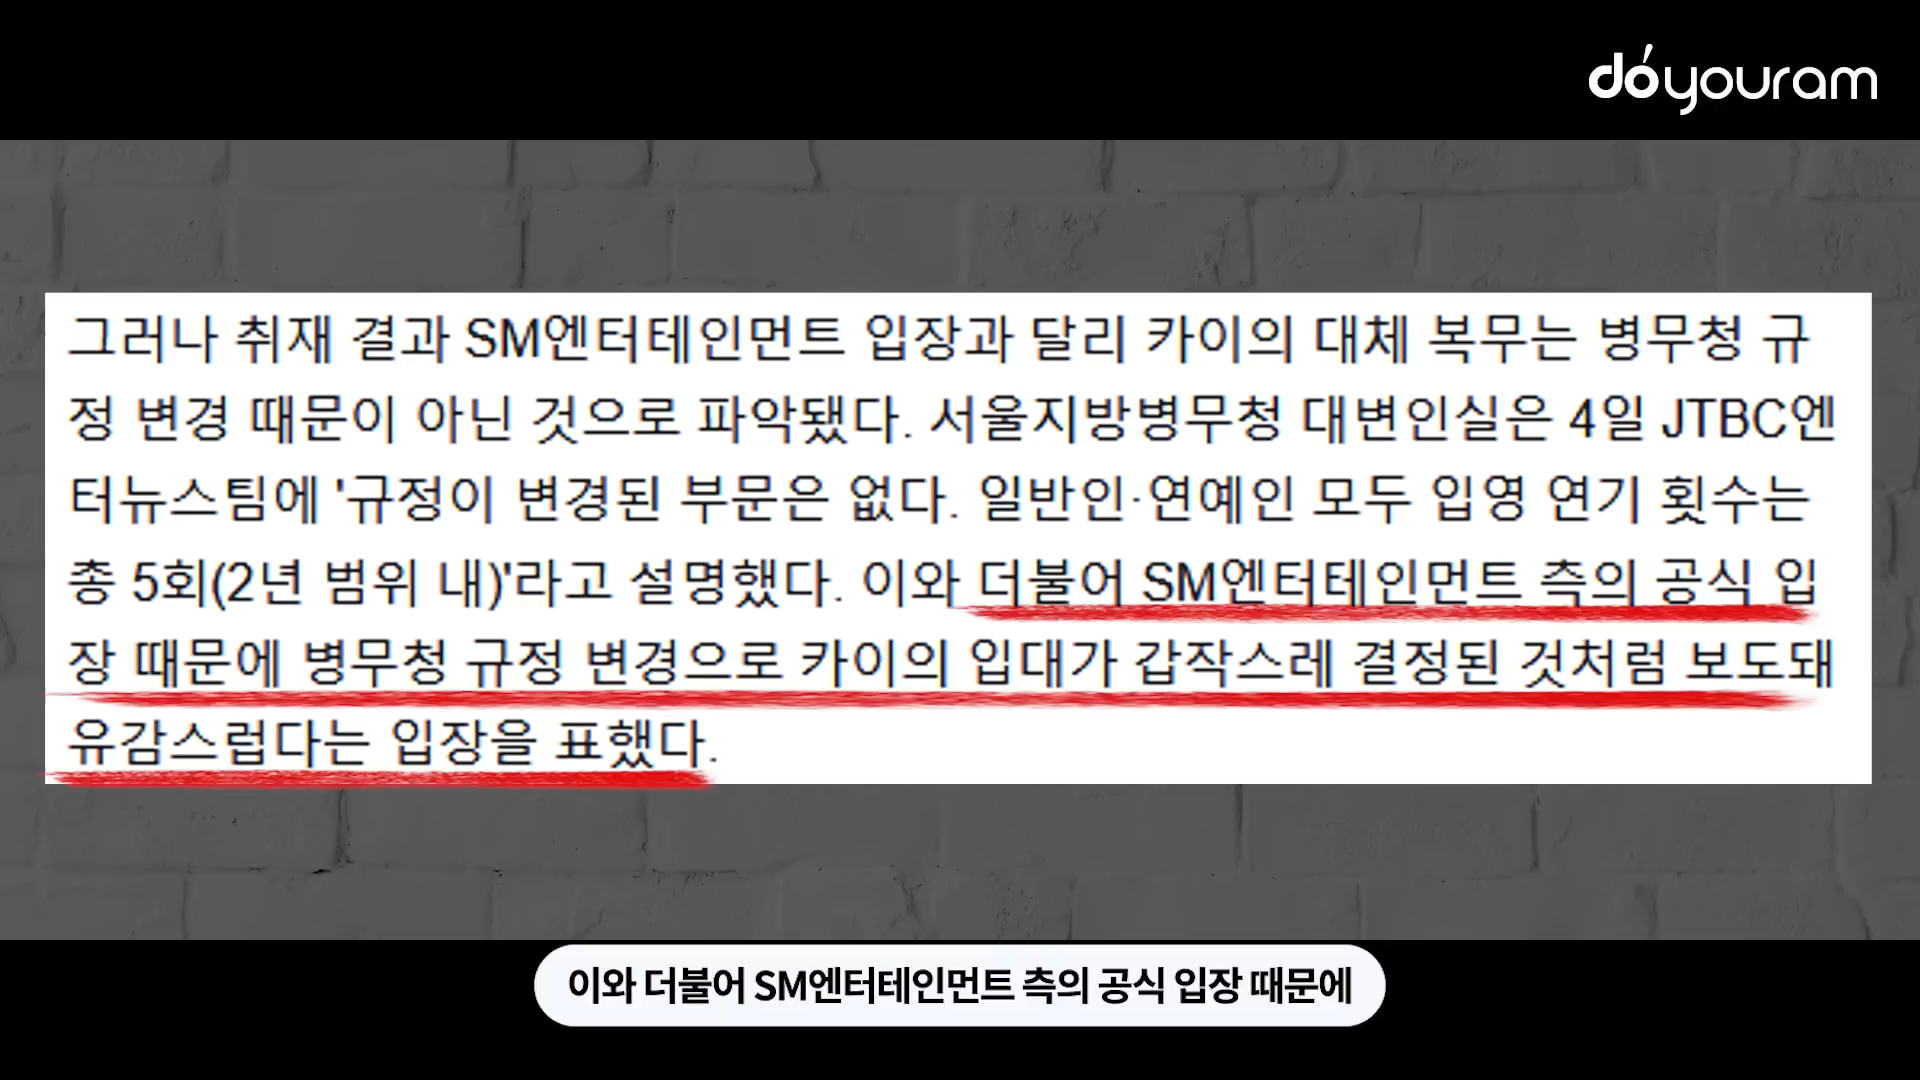 dóyouram
그러나 취재 결과 SM엔터테인먼트 입장과 달리 카이의 대체 복무는 병무청 규
정 변경 때문이 아닌 것으로 파악됐다. 서울지방병무청 대변인실은 4일 JTBC엔
터뉴스팀에 '규정이 변경된 부문은 없다. 일반인·연예인 모두 입영 연기 횟수는
총 5회(2년 범위 내)'라고 설명했다. 이와 더불어 SM엔터테인먼트 측의 공식 입
장 때문에 병무청 규정 변경으로 카이의 입대가 갑작스레 결정된 것처럼 보도돼
유감스럽다는 입장을 표했다.
이와 더불어 SM엔터테인먼트 측의 공식 입장 때문에